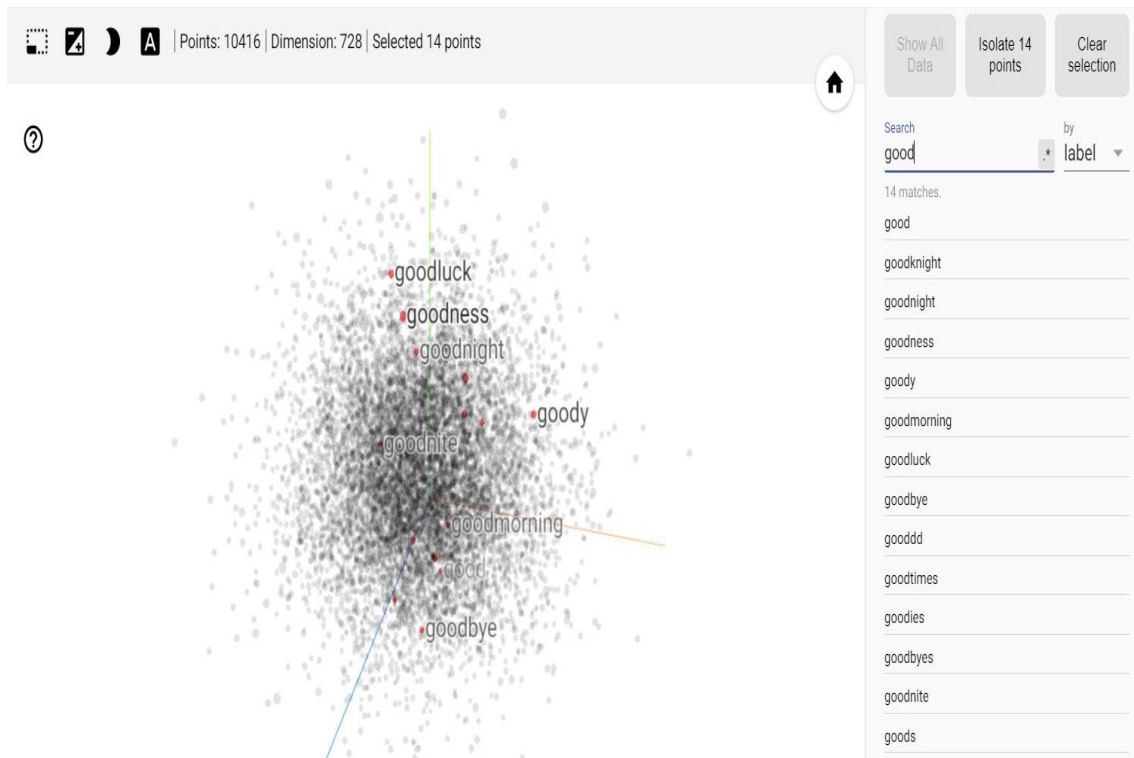 A
Points: 10416 | Dimension: 728 | Selected 14 points
Show All Data
Isolate 14 points
Clear selection
?
Search
by
good
.*
label
14 matches.
good
goodknight
goodnight
goodness
goody
goodmorning
goodluck
goodbye
gooddd
goodtimes
goodies
goodbyes
goodnite
goods
goodluck
goodness
goodnight
goody
goodnite
goodmorning
good
goodbye